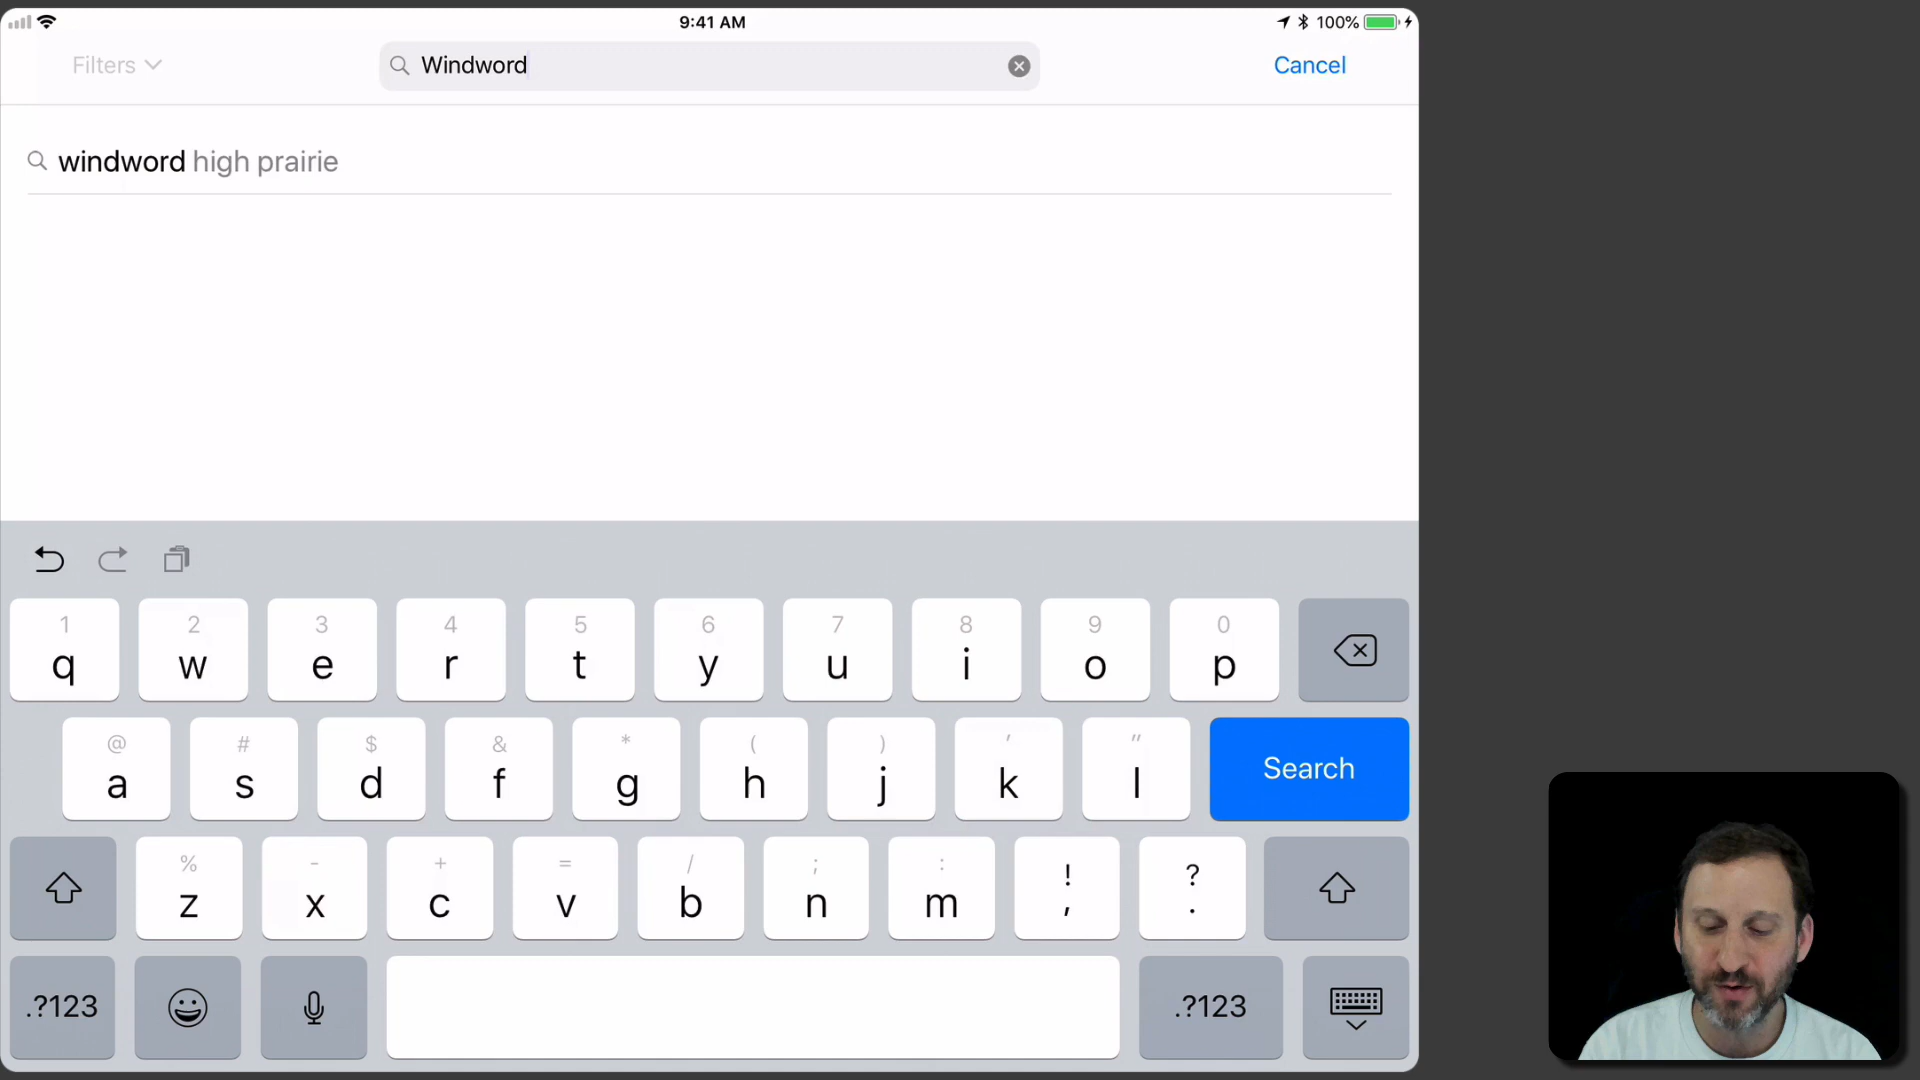 9:41 AM
100%
Filters
Windword
Cancel
windword high prairie
1 2 3 4 5 6 7 8 9 0
q w e r t y u i o p
@ # $ & * ( ) ' "
a s d f g h j k l Search
% - + = / ; : ! ?
z x c v b n m , .
.?123 .?123